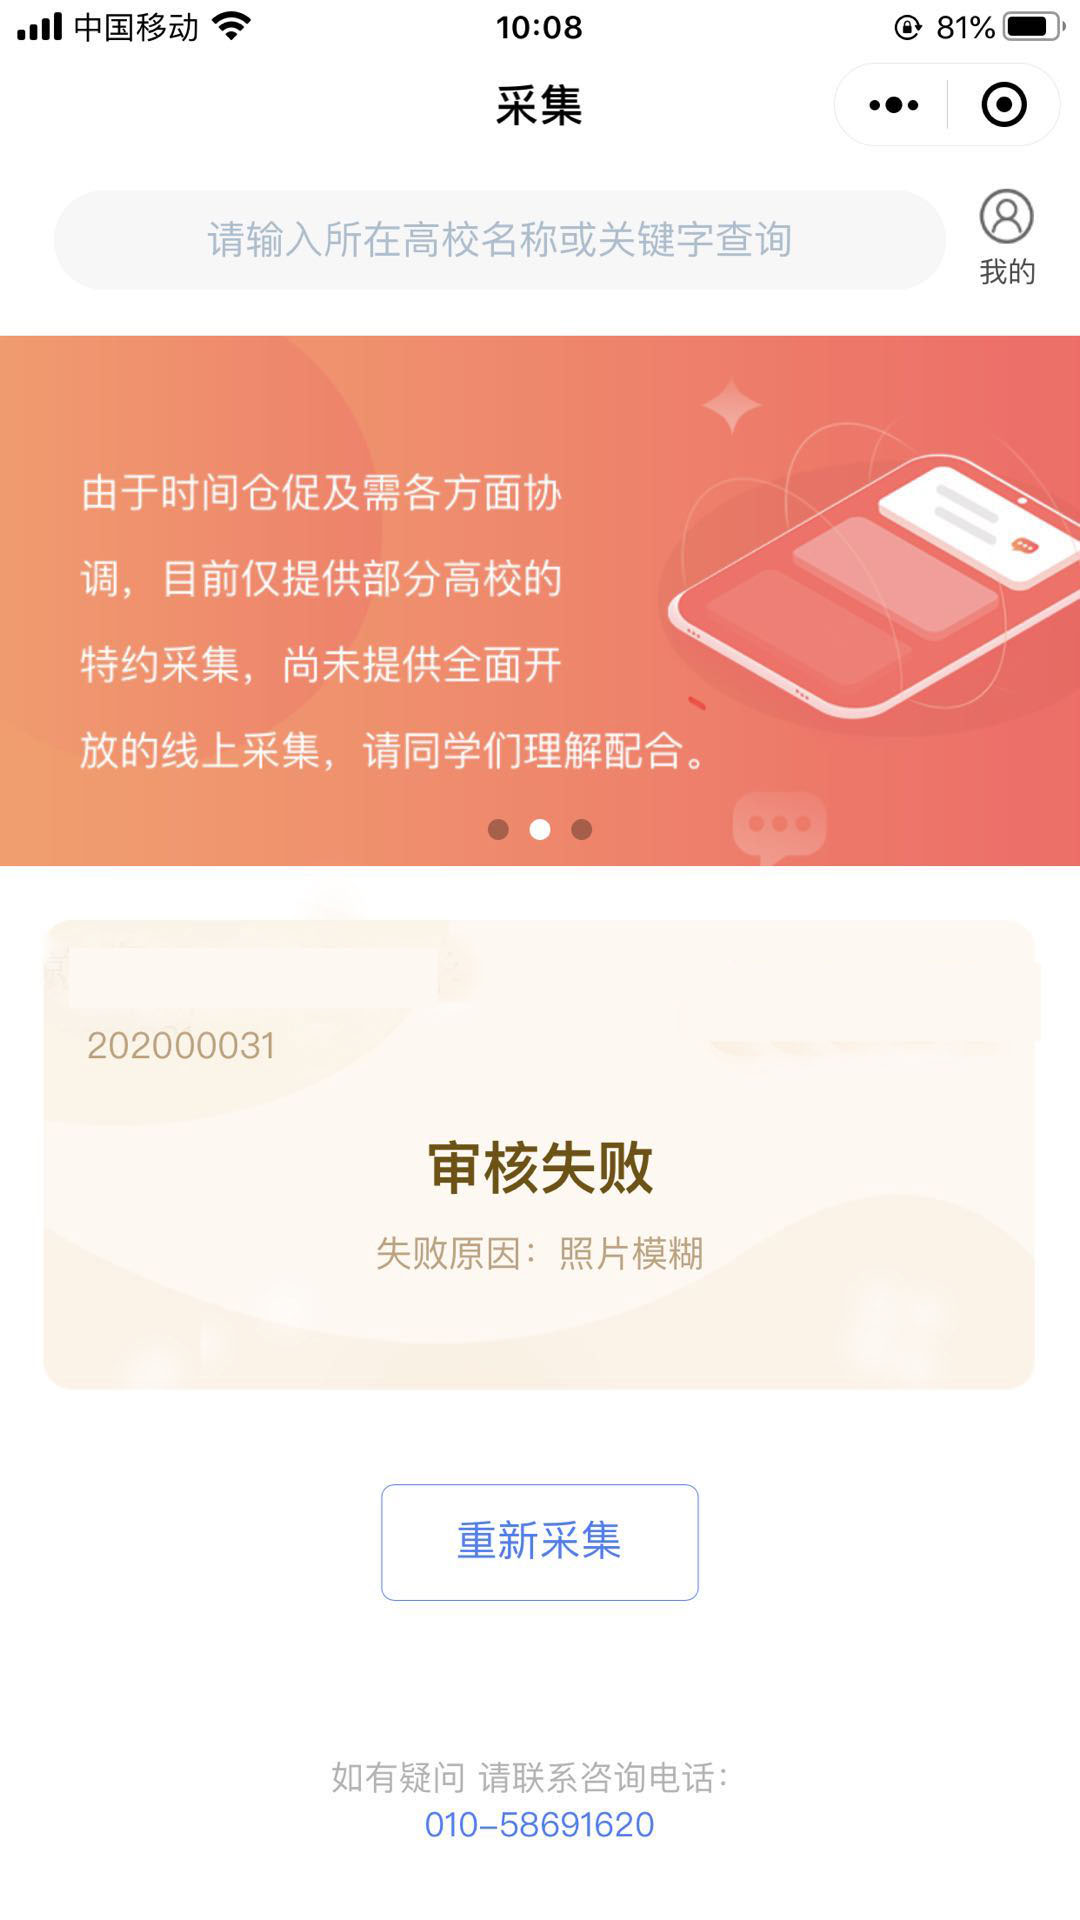 中国移动
10:08
81%
采集
请输入所在高校名称或关键字查询
我的
由于时间仓促及需各方面协
调，目前仅提供部分高校的
特约采集，尚未提供全面开
放的线上采集，请同学们理解配合。
202000031
审核失败
失败原因：照片模糊
重新采集
如有疑问 请联系咨询电话：
010-58691620